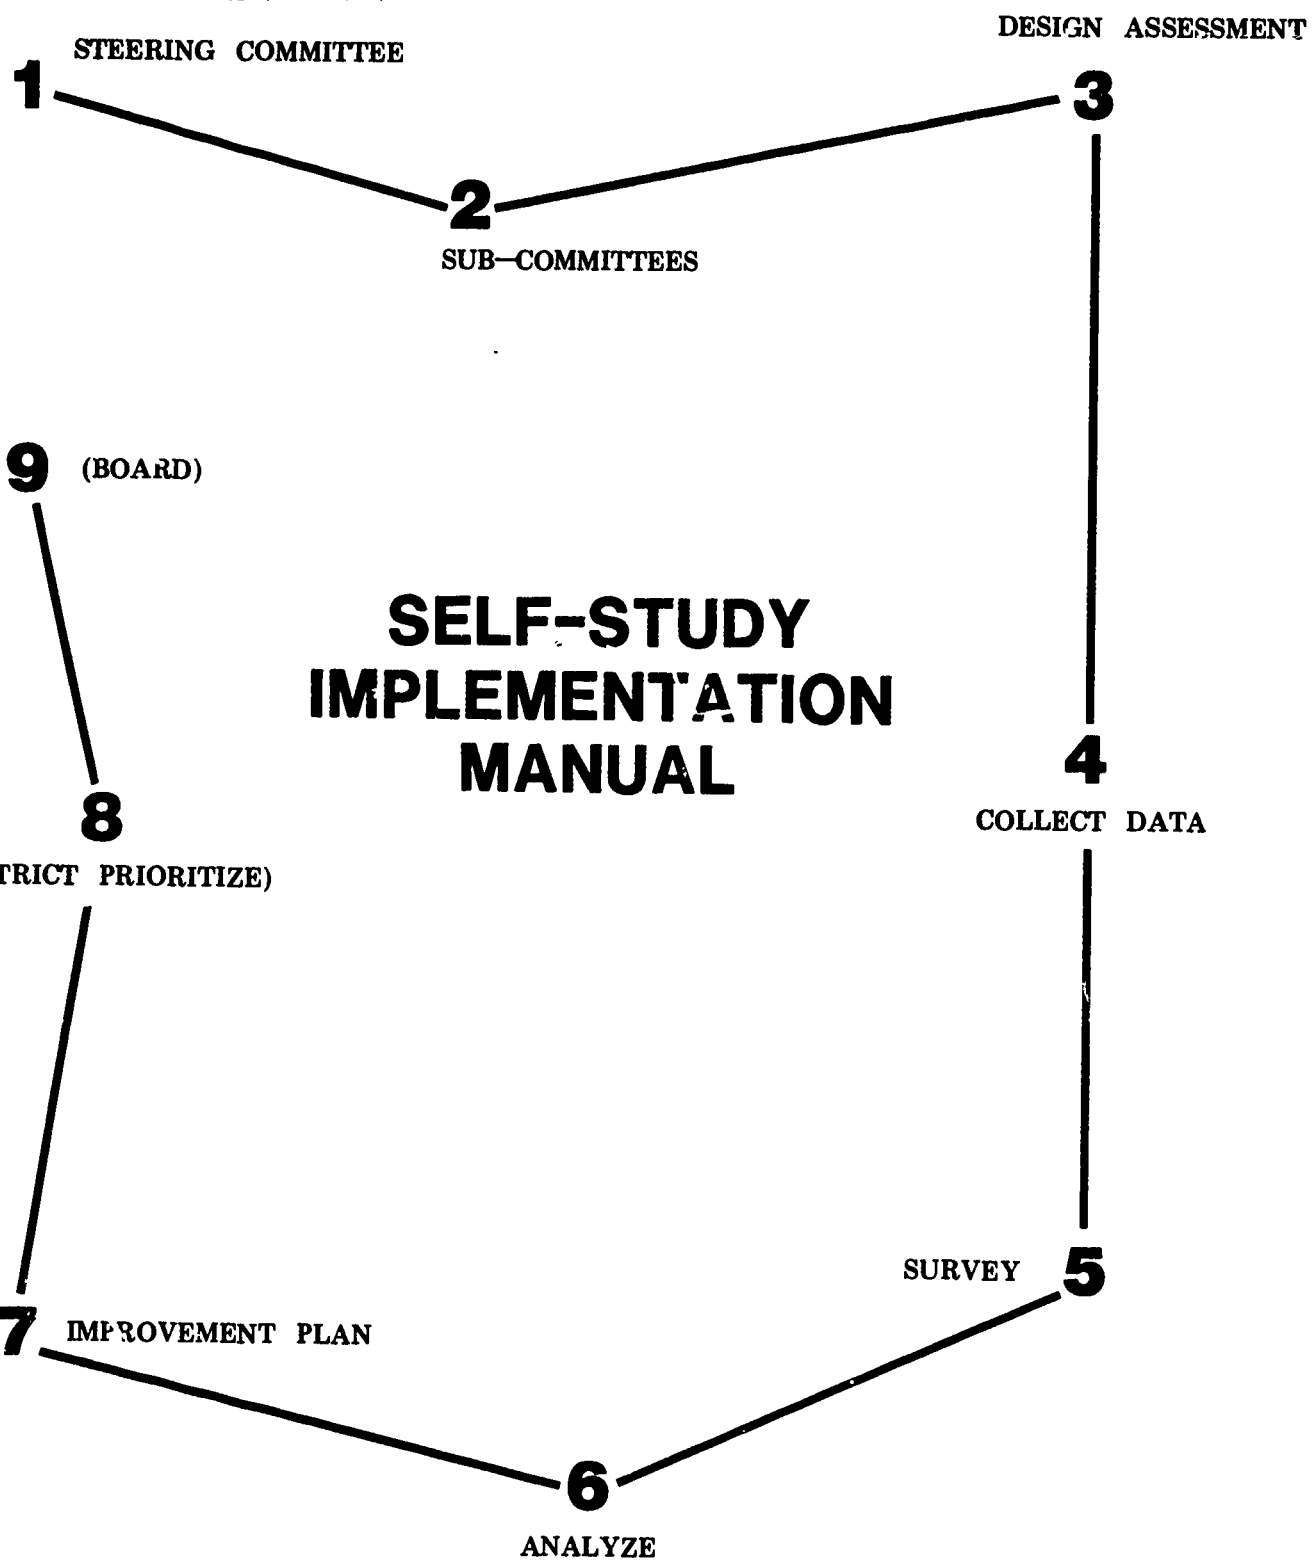 STEERING COMMITTEE
1
DESIGN ASSESSMENT
3
2
SUB-COMMITTEES
9 (BOARD)
SELF-STUDY
IMPLEMENTATION
MANUAL
4
COLLECT DATA
8
TRICT PRIORITIZE)
SURVEY 5
7 IMPROVEMENT PLAN
6
ANALYZE